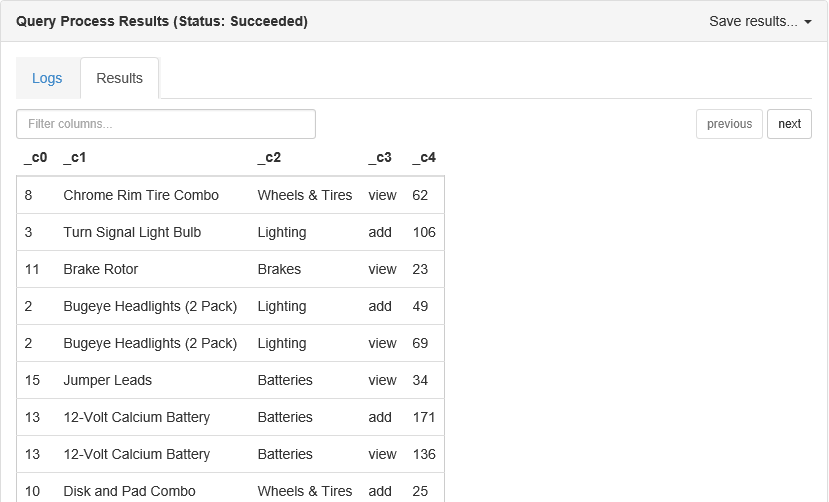 Query Process Results (Status: Succeeded) Save results...
Logs Results
Filter columns... previous next
_c0 _c1 _c2 _c3 _c4
8 Chrome Rim Tire Combo Wheels & Tires view 62
3 Turn Signal Light Bulb Lighting add 106
11 Brake Rotor Brakes view 23
2 Bugeye Headlights (2 Pack) Lighting add 49
2 Bugeye Headlights (2 Pack) Lighting view 69
15 Jumper Leads Batteries view 34
13 12-Volt Calcium Battery Batteries add 171
13 12-Volt Calcium Battery Batteries view 136
10 Disk and Pad Combo Wheels & Tires add 25